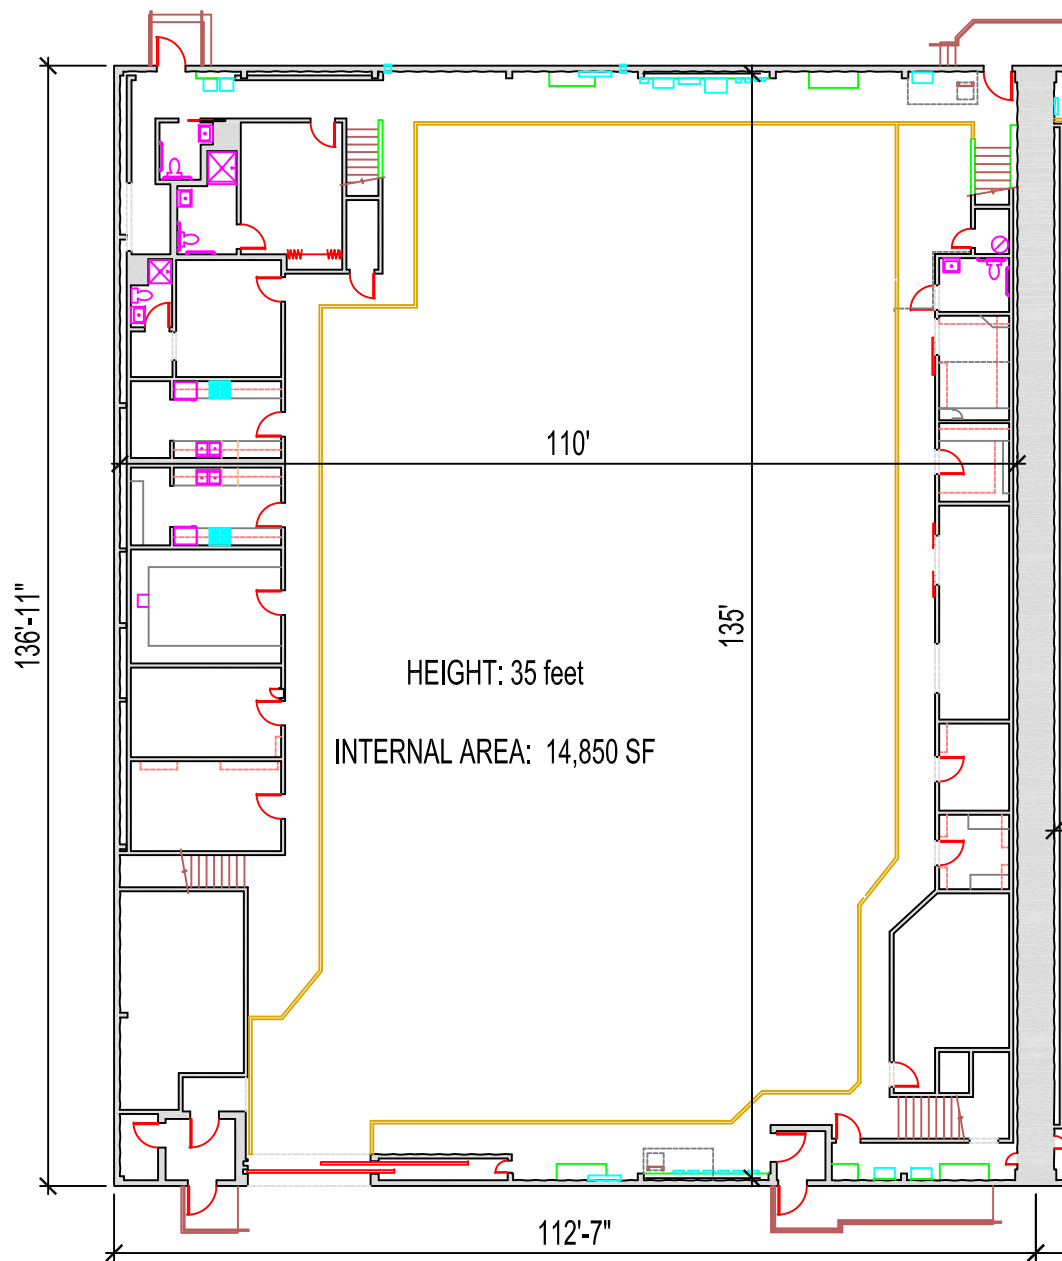 110'
136'-11"
135'
HEIGHT: 35 feet
INTERNAL AREA: 14,850 SF
112'-7"